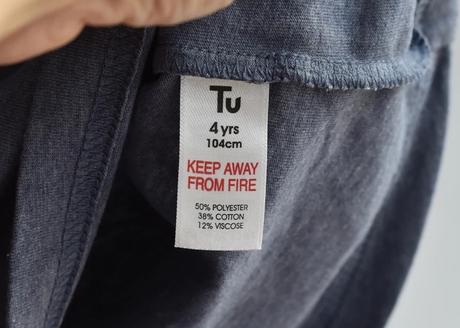 Tu
4 yrs
104cm
KEEP AWAY
FROM FIRE
50% POLYESTER
38% COTTON
12% VISCOSE